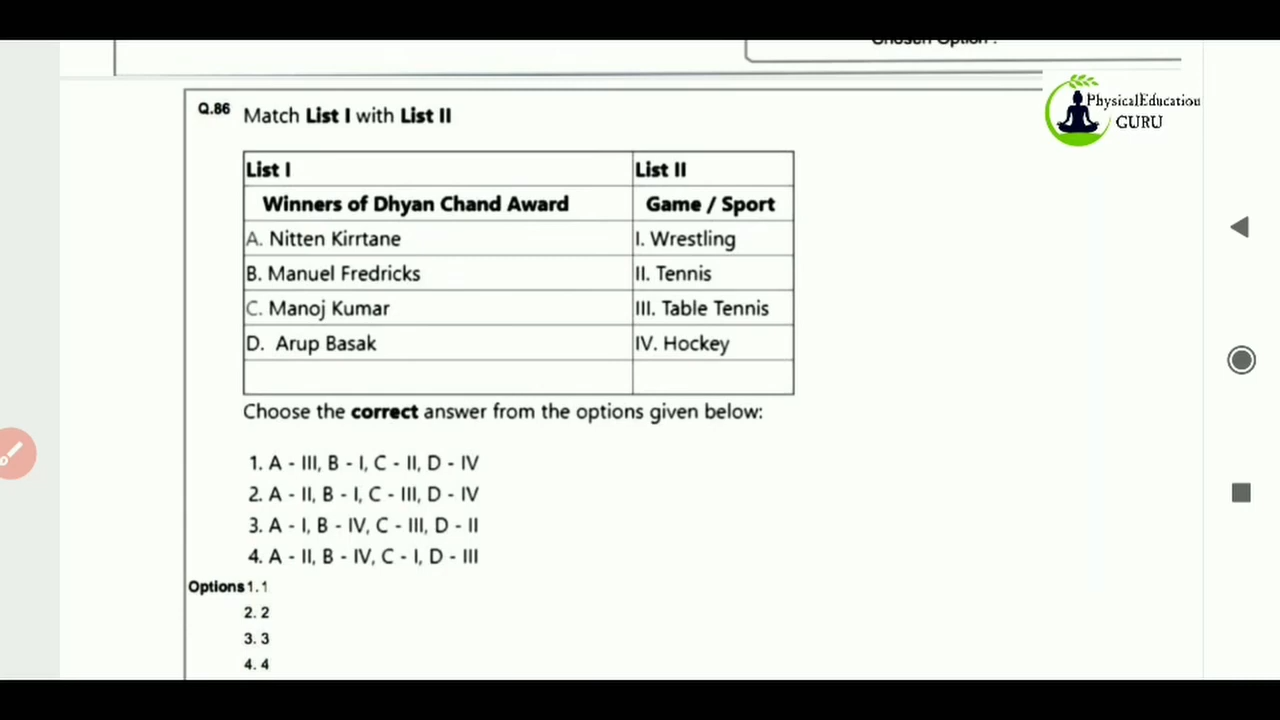 Chosen Option :
PhysicalEducation
GURU
Q.86 Match List I with List II
List I List II
Winners of Dhyan Chand Award Game / Sport
A. Nitten Kirrtane I. Wrestling
B. Manuel Fredricks II. Tennis
C. Manoj Kumar III. Table Tennis
D. Arup Basak IV. Hockey
Choose the correct answer from the options given below:
1. A - III, B - I, C - II, D - IV
2. A - II, B - I, C - III, D - IV
3. A - I, B - IV, C - III, D - II
4. A - II, B - IV, C - I, D - III
Options 1. 1
2. 2
3. 3
4. 4